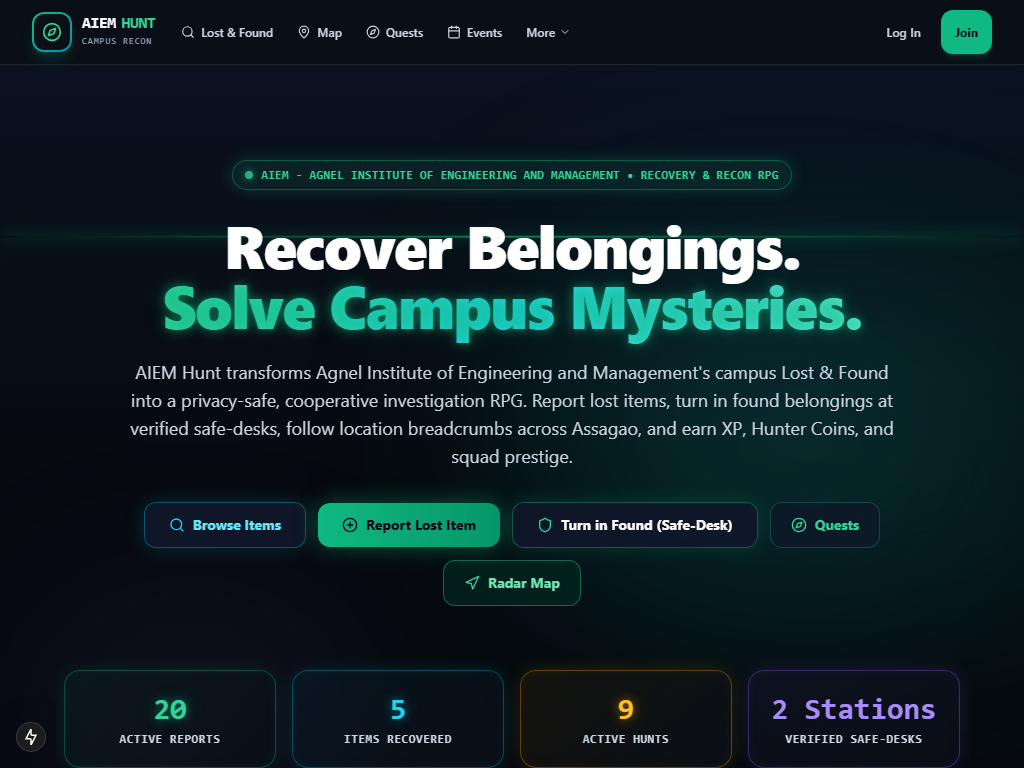 AIEM HUNT
CAMPUS RECON
Lost & Found
Map
Quests
Events
More
Log In
Join
AIEM - AGNEL INSTITUTE OF ENGINEERING AND MANAGEMENT • RECOVERY & RECON RPG
Recover Belongings.
Solve Campus Mysteries.
AIEM Hunt transforms Agnel Institute of Engineering and Management's campus Lost & Found
into a privacy-safe, cooperative investigation RPG. Report lost items, turn in found belongings at
verified safe-desks, follow location breadcrumbs across Assagao, and earn XP, Hunter Coins, and
squad prestige.
Browse Items
Report Lost Item
Turn in Found (Safe-Desk)
Quests
Radar Map
20
ACTIVE REPORTS
5
ITEMS RECOVERED
9
ACTIVE HUNTS
2 Stations
VERIFIED SAFE-DESKS